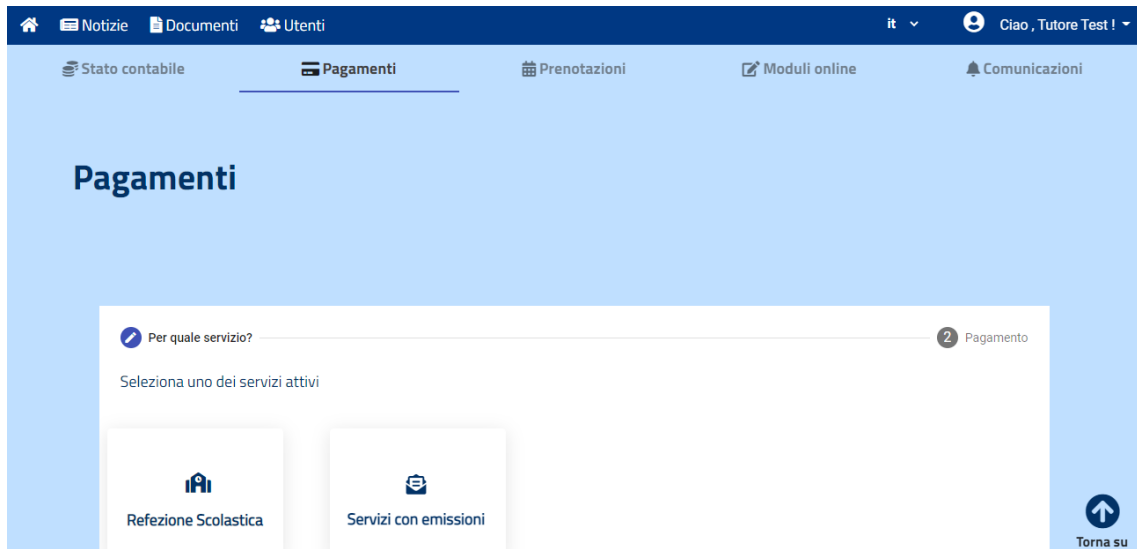 Notizie Documenti Utenti it Ciao , Tutore Test !
Stato contabile Pagamenti Prenotazioni Moduli online Comunicazioni
Pagamenti
Per quale servizio? 2 Pagamento
Seleziona uno dei servizi attivi
Refezione Scolastica Servizi con emissioni
Torna su